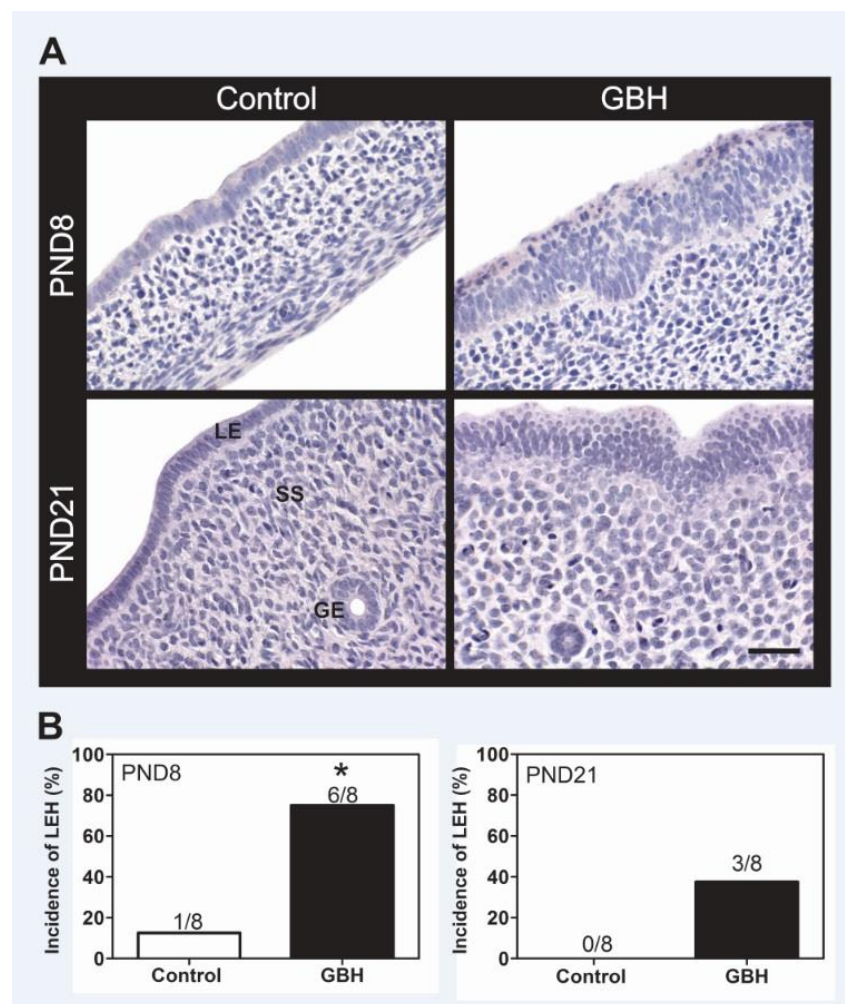 A
Control GBH
PND8
PND21
LE
SS
GE
B
Incidence of LEH (%)
100
80
60
40
20
0
PND8
1/8
*
6/8
Control GBH
Incidence of LEH (%)
100
80
60
40
20
0
PND21
0/8
3/8
Control GBH